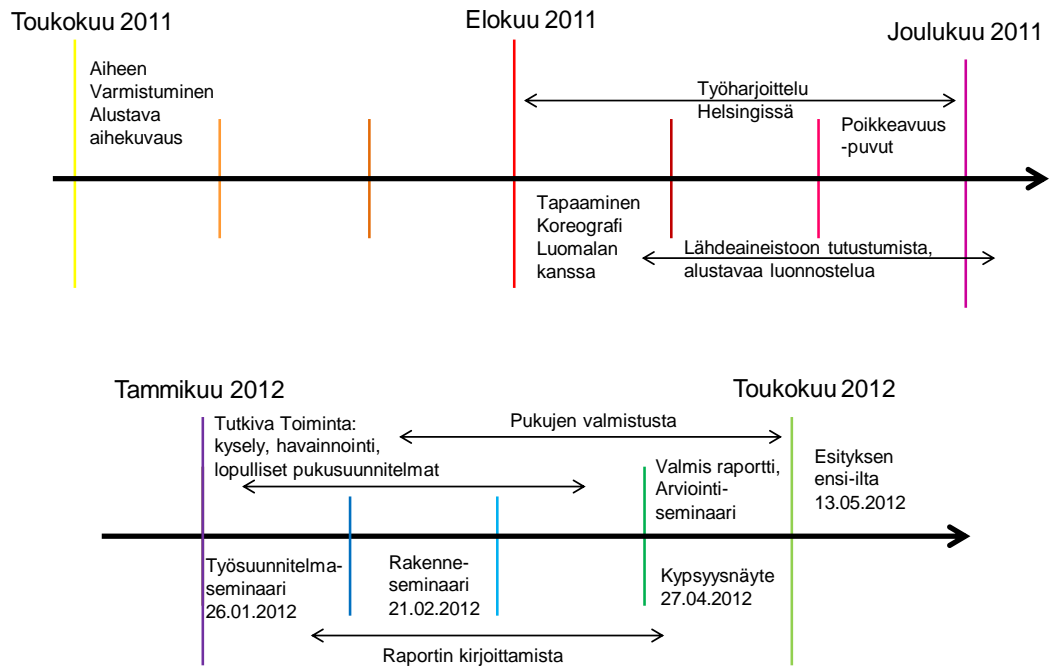 Toukokuu 2011
Elokuu 2011
Joulukuu 2011
Aiheen
Varmistuminen
Alustava
aihekuvaus
Työharjoittelu
Helsingissä
Poikkeavuus
-puvut
Tapaaminen
Koreografi
Luomalan
kanssa
Lähdeaineistoon tutustumista,
alustavaa luonnostelua
Tammikuu 2012
Toukokuu 2012
Tutkiva Toiminta:
kysely, havainnointi,
lopulliset pukusuunnitelmat
Pukujen valmistusta
Valmis raportti,
Arviointi-
seminaari
Esityksen
ensi-ilta
13.05.2012
Työsuunnitelma-
seminaari
26.01.2012
Rakenne-
seminaari
21.02.2012
Kypsyysnäyte
27.04.2012
Raportin kirjoittamista